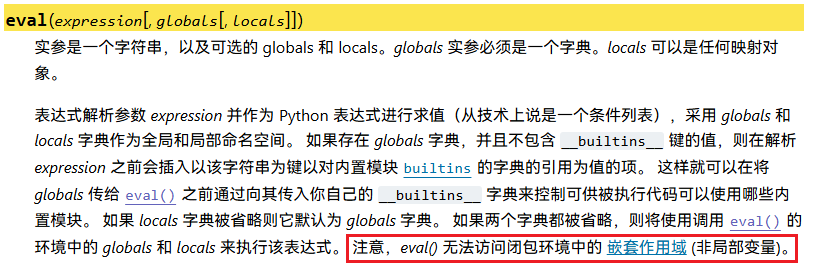 eval(expression[, globals[, locals]])
实参是一个字符串，以及可选的 globals 和 locals。globals 实参必须是一个字典。locals 可以是任何映射对
象。
表达式解析参数 expression 并作为 Python 表达式进行求值（从技术上说是一个条件列表），采用 globals 和
locals 字典作为全局和局部命名空间。 如果存在 globals 字典，并且不包含 __builtins__ 键的值，则在解析
expression 之前会插入以该字符串为键以对内置模块 builtins 的字典的引用为值的项。 这样就可以在将
globals 传给 eval() 之前通过向其传入你自己的 __builtins__ 字典来控制可供被执行代码可以使用哪些内
置模块。 如果 locals 字典被省略则它默认为 globals 字典。 如果两个字典都被省略，则将使用调用 eval() 的
环境中的 globals 和 locals 来执行该表达式。 注意，eval() 无法访问闭包环境中的 嵌套作用域 (非局部变量)。